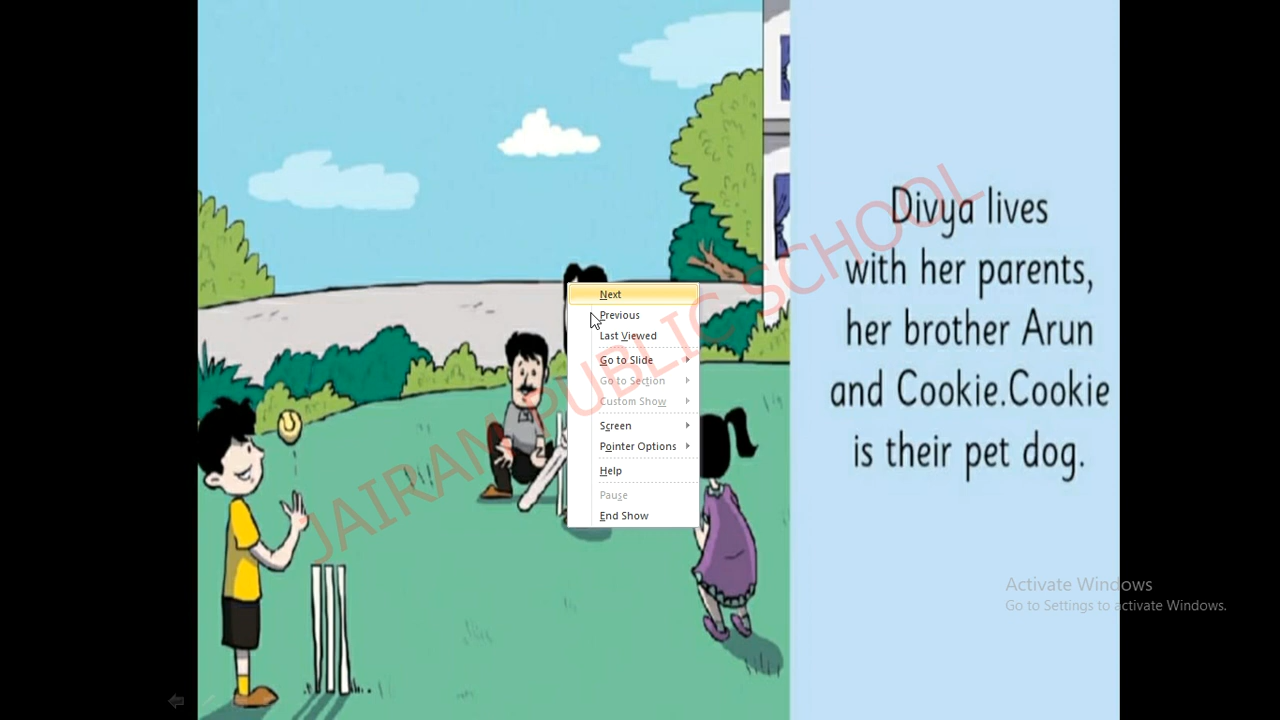 Divya lives
with her parents,
her brother Arun
and Cookie.Cookie
is their pet dog.
JAIRAM PUBLIC SCHOOL
Next
Previous
Last Viewed
Go to Slide
Go to Section
Custom Show
Screen
Pointer Options
Help
Pause
End Show
Activate Windows
Go to Settings to activate Windows.